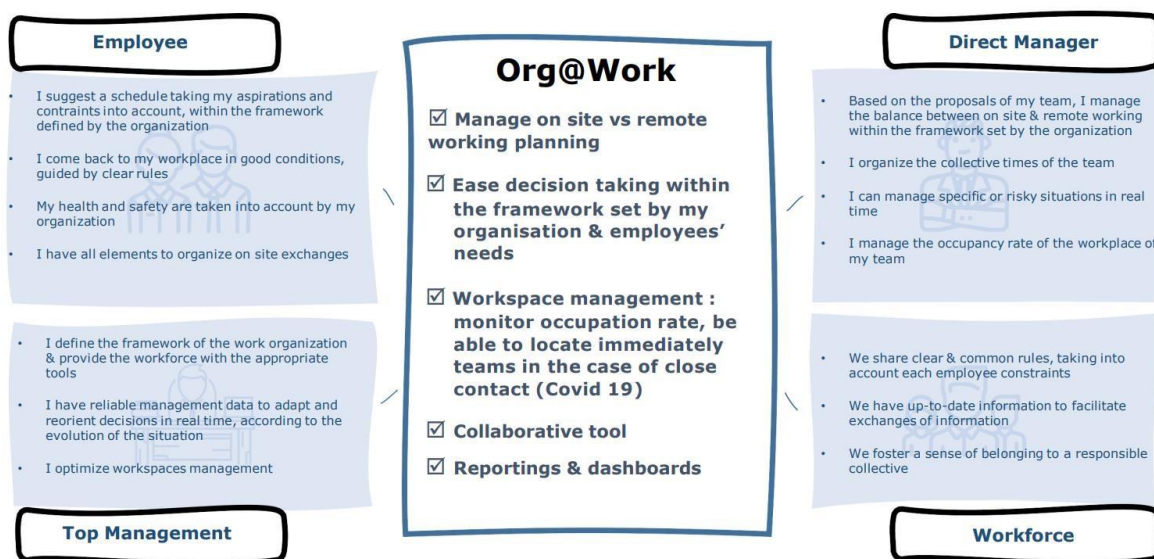 Employee
• I suggest a schedule taking my aspirations and
contraints into account, within the framework
defined by the organization
• I come back to my workplace in good conditions,
guided by clear rules
• My health and safety are taken into account by my
organization
• I have all elements to organize on site exchanges
• I define the framework of the work organization
& provide the workforce with the appropriate
tools
• I have reliable management data to adapt and
reorient decisions in real time, according to the
evolution of the situation
• I optimize workspaces management
Top Management
Org@Work
☑ Manage on site vs remote
working planning
☑ Ease decision taking within
the framework set by my
organisation & employees’
needs
☑ Workspace management :
monitor occupation rate, be
able to locate immediately
teams in the case of close
contact (Covid 19)
☑ Collaborative tool
☑ Reportings & dashboards
Direct Manager
• Based on the proposals of my team, I manage
the balance between on site & remote working
within the framework set by the organization
• I organize the collective times of the team
• I can manage specific or risky situations in real
time
• I manage the occupancy rate of the workplace of
my team
• We share clear & common rules, taking into
account each employee constraints
• We have up-to-date information to facilitate
exchanges of information
• We foster a sense of belonging to a responsible
collective
Workforce